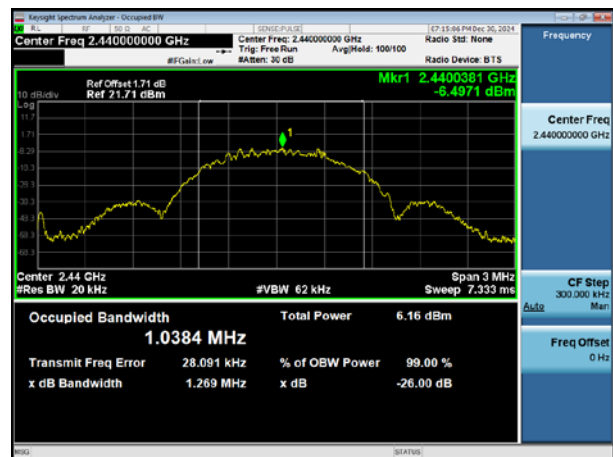 Keysight Spectrum Analyzer - Occupied BW
RL RF 50 Ω AC SENSE:PULSE 07:15:06 PM Dec 30, 2024
Center Freq 2.440000000 GHz
Center Freq: 2.440000000 GHz
Radio Std: None
Trig: Free Run Avg|Hold: 100/100
#IFGain:Low #Atten: 30 dB Radio Device: BTS
Frequency
Mkr1 2.4400381 GHz
-6.4971 dBm
Ref Offset 1.71 dB
10 dB/div Ref 21.71 dBm
Log
11.7
1.71
-8.29
-18.3
-28.3
-38.3
-48.3
-58.3
-68.3
1
Center 2.44 GHz Span 3 MHz
#Res BW 20 kHz #VBW 62 kHz Sweep 7.333 ms
Occupied Bandwidth Total Power 6.16 dBm
1.0384 MHz
Transmit Freq Error 28.091 kHz % of OBW Power 99.00 %
x dB Bandwidth 1.269 MHz x dB -26.00 dB
Center Freq
2.440000000 GHz
CF Step
300.000 kHz
Auto Man
Freq Offset
0 Hz
MSG STATUS